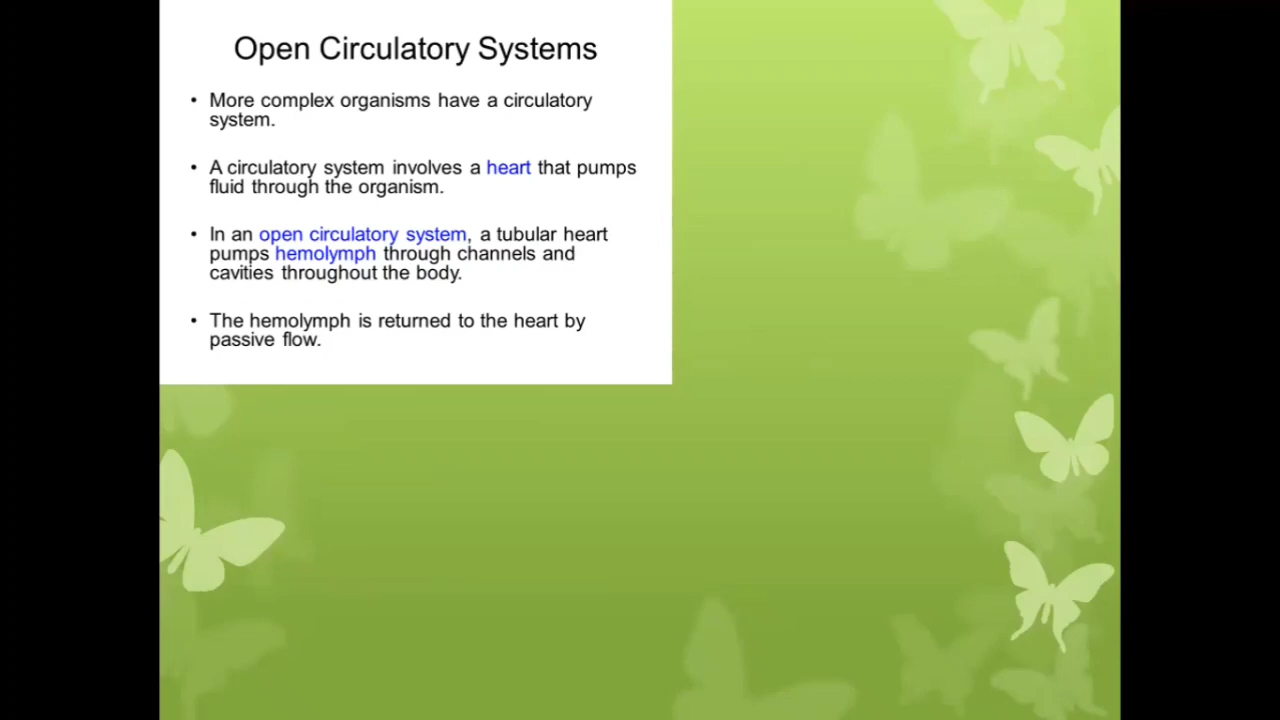 Open Circulatory Systems
• More complex organisms have a circulatory
system.
• A circulatory system involves a heart that pumps
fluid through the organism.
• In an open circulatory system, a tubular heart
pumps hemolymph through channels and
cavities throughout the body.
• The hemolymph is returned to the heart by
passive flow.